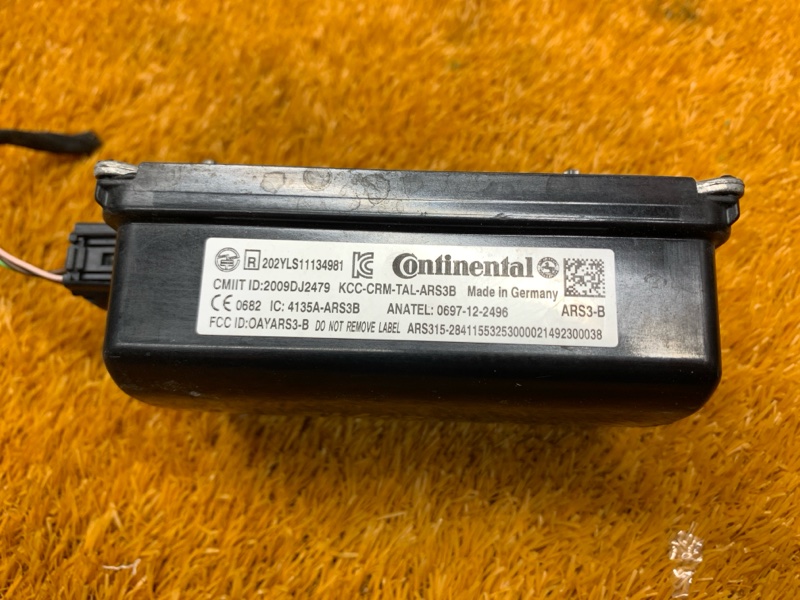 R 202YLS11134981 Continental
CMIIT ID:2009DJ2479 KCC-CRM-TAL-ARS3B Made in Germany
CE 0682 IC: 4135A-ARS3B ANATEL: 0697-12-2496 ARS3-B
FCC ID:OAYARS3-B DO NOT REMOVE LABEL ARS315-28411553253000021492300038